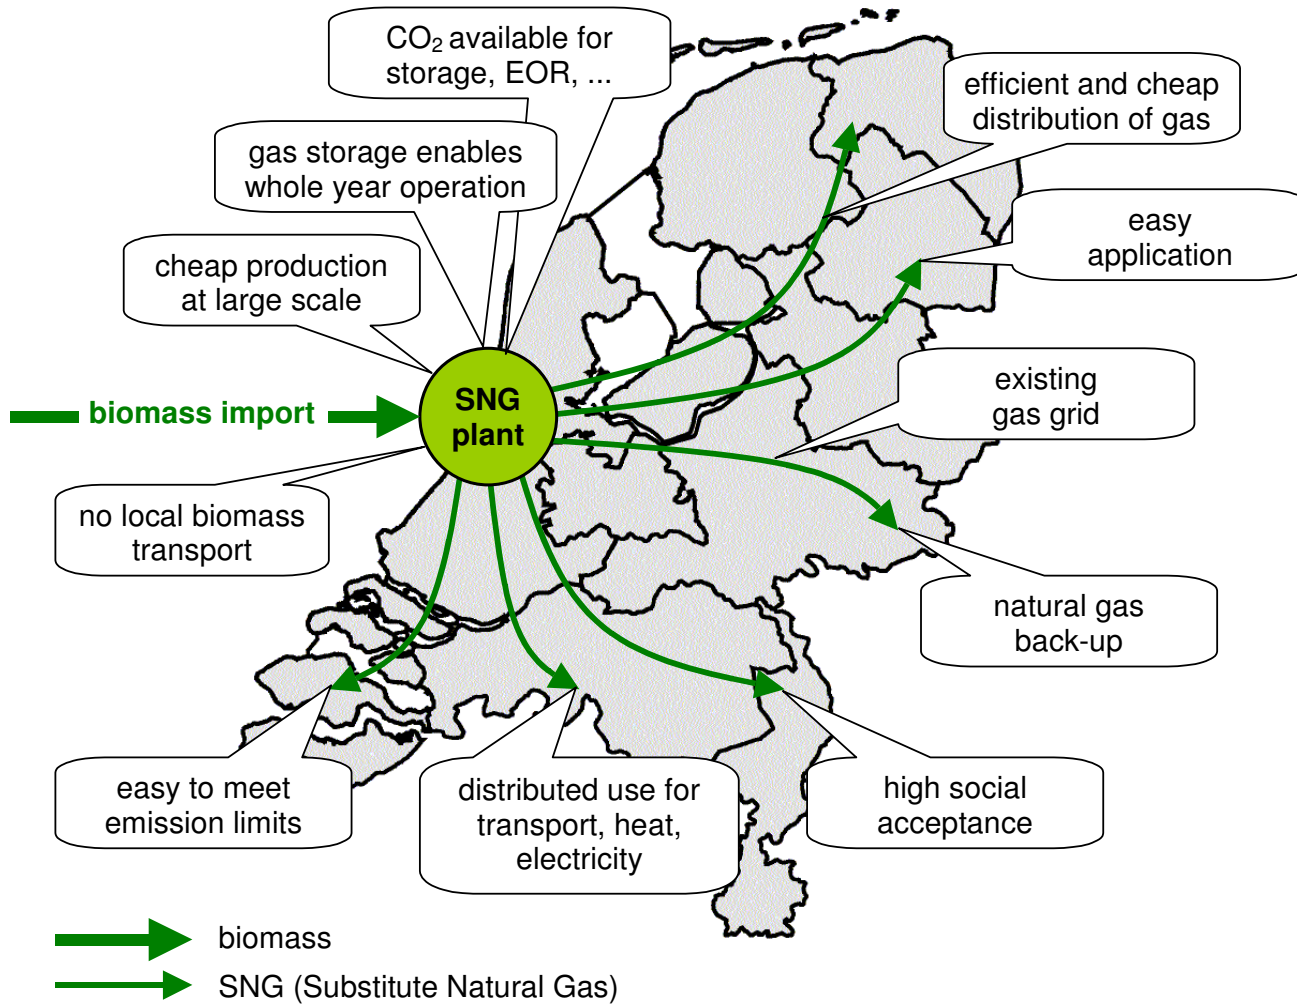 CO₂ available for
storage, EOR, ...
gas storage enables
whole year operation
cheap production
at large scale
efficient and cheap
distribution of gas
easy
application
biomass import
SNG
plant
existing
gas grid
no local biomass
transport
natural gas
back-up
easy to meet
emission limits
distributed use for
transport, heat,
electricity
high social
acceptance
biomass
SNG (Substitute Natural Gas)